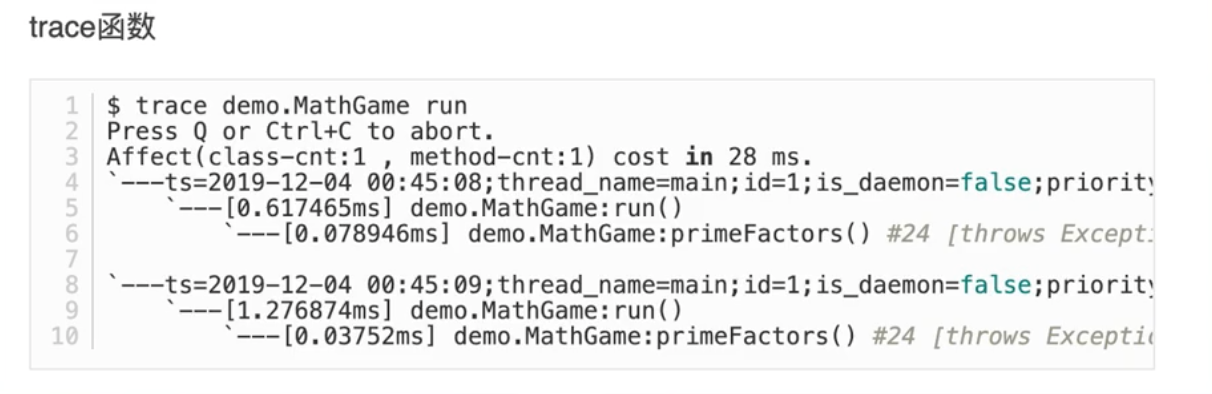 trace函数
1 $ trace demo.MathGame run
2 Press Q or Ctrl+C to abort.
3 Affect(class-cnt:1 , method-cnt:1) cost in 28 ms.
4 `---ts=2019-12-04 00:45:08;thread_name=main;id=1;is_daemon=false;priority
5     `---[0.617465ms] demo.MathGame:run()
6         `---[0.078946ms] demo.MathGame:primeFactors() #24 [throws Excepti
7
8 `---ts=2019-12-04 00:45:09;thread_name=main;id=1;is_daemon=false;priority
9     `---[1.276874ms] demo.MathGame:run()
10         `---[0.03752ms] demo.MathGame:primeFactors() #24 [throws Exceptio